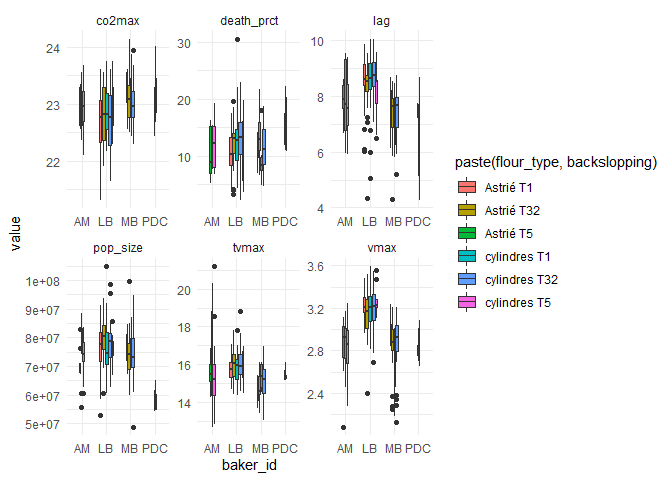 co2max death_prct lag
24
23
22
30
20
10
10
8
6
4
AM LB MB PDC AM LB MB PDC AM LB MB PDC
value
pop_size tvmax vmax
1e+08
9e+07
8e+07
7e+07
6e+07
5e+07
20
18
16
14
3.6
3.2
2.8
2.4
AM LB MB PDC AM LB MB PDC AM LB MB PDC
baker_id
paste(flour_type, backslopping)
Astrié T1
Astrié T32
Astrié T5
cylindres T1
cylindres T32
cylindres T5